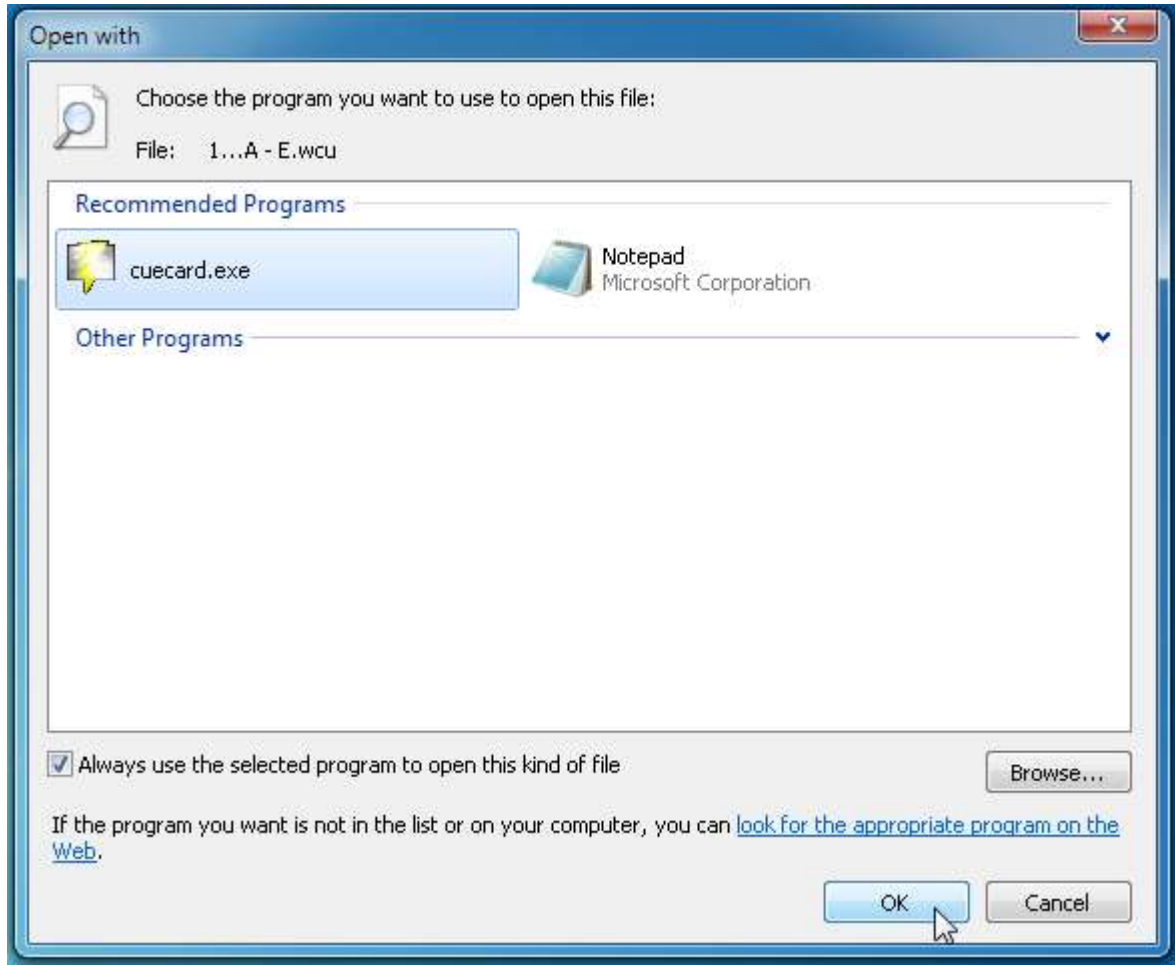 Open with
Choose the program you want to use to open this file:
File: 1...A - E.wcu
Recommended Programs
cuecard.exe
Notepad
Microsoft Corporation
Other Programs
Always use the selected program to open this kind of file
Browse...
If the program you want is not in the list or on your computer, you can look for the appropriate program on the
Web.
OK
Cancel